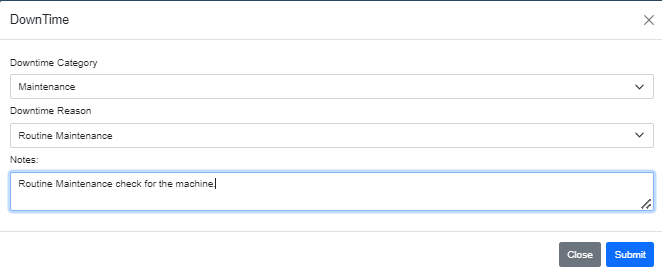 DownTime
Downtime Category
Maintenance
Downtime Reason
Routine Maintenance
Notes:
Routine Maintenance check for the machine.
Close Submit